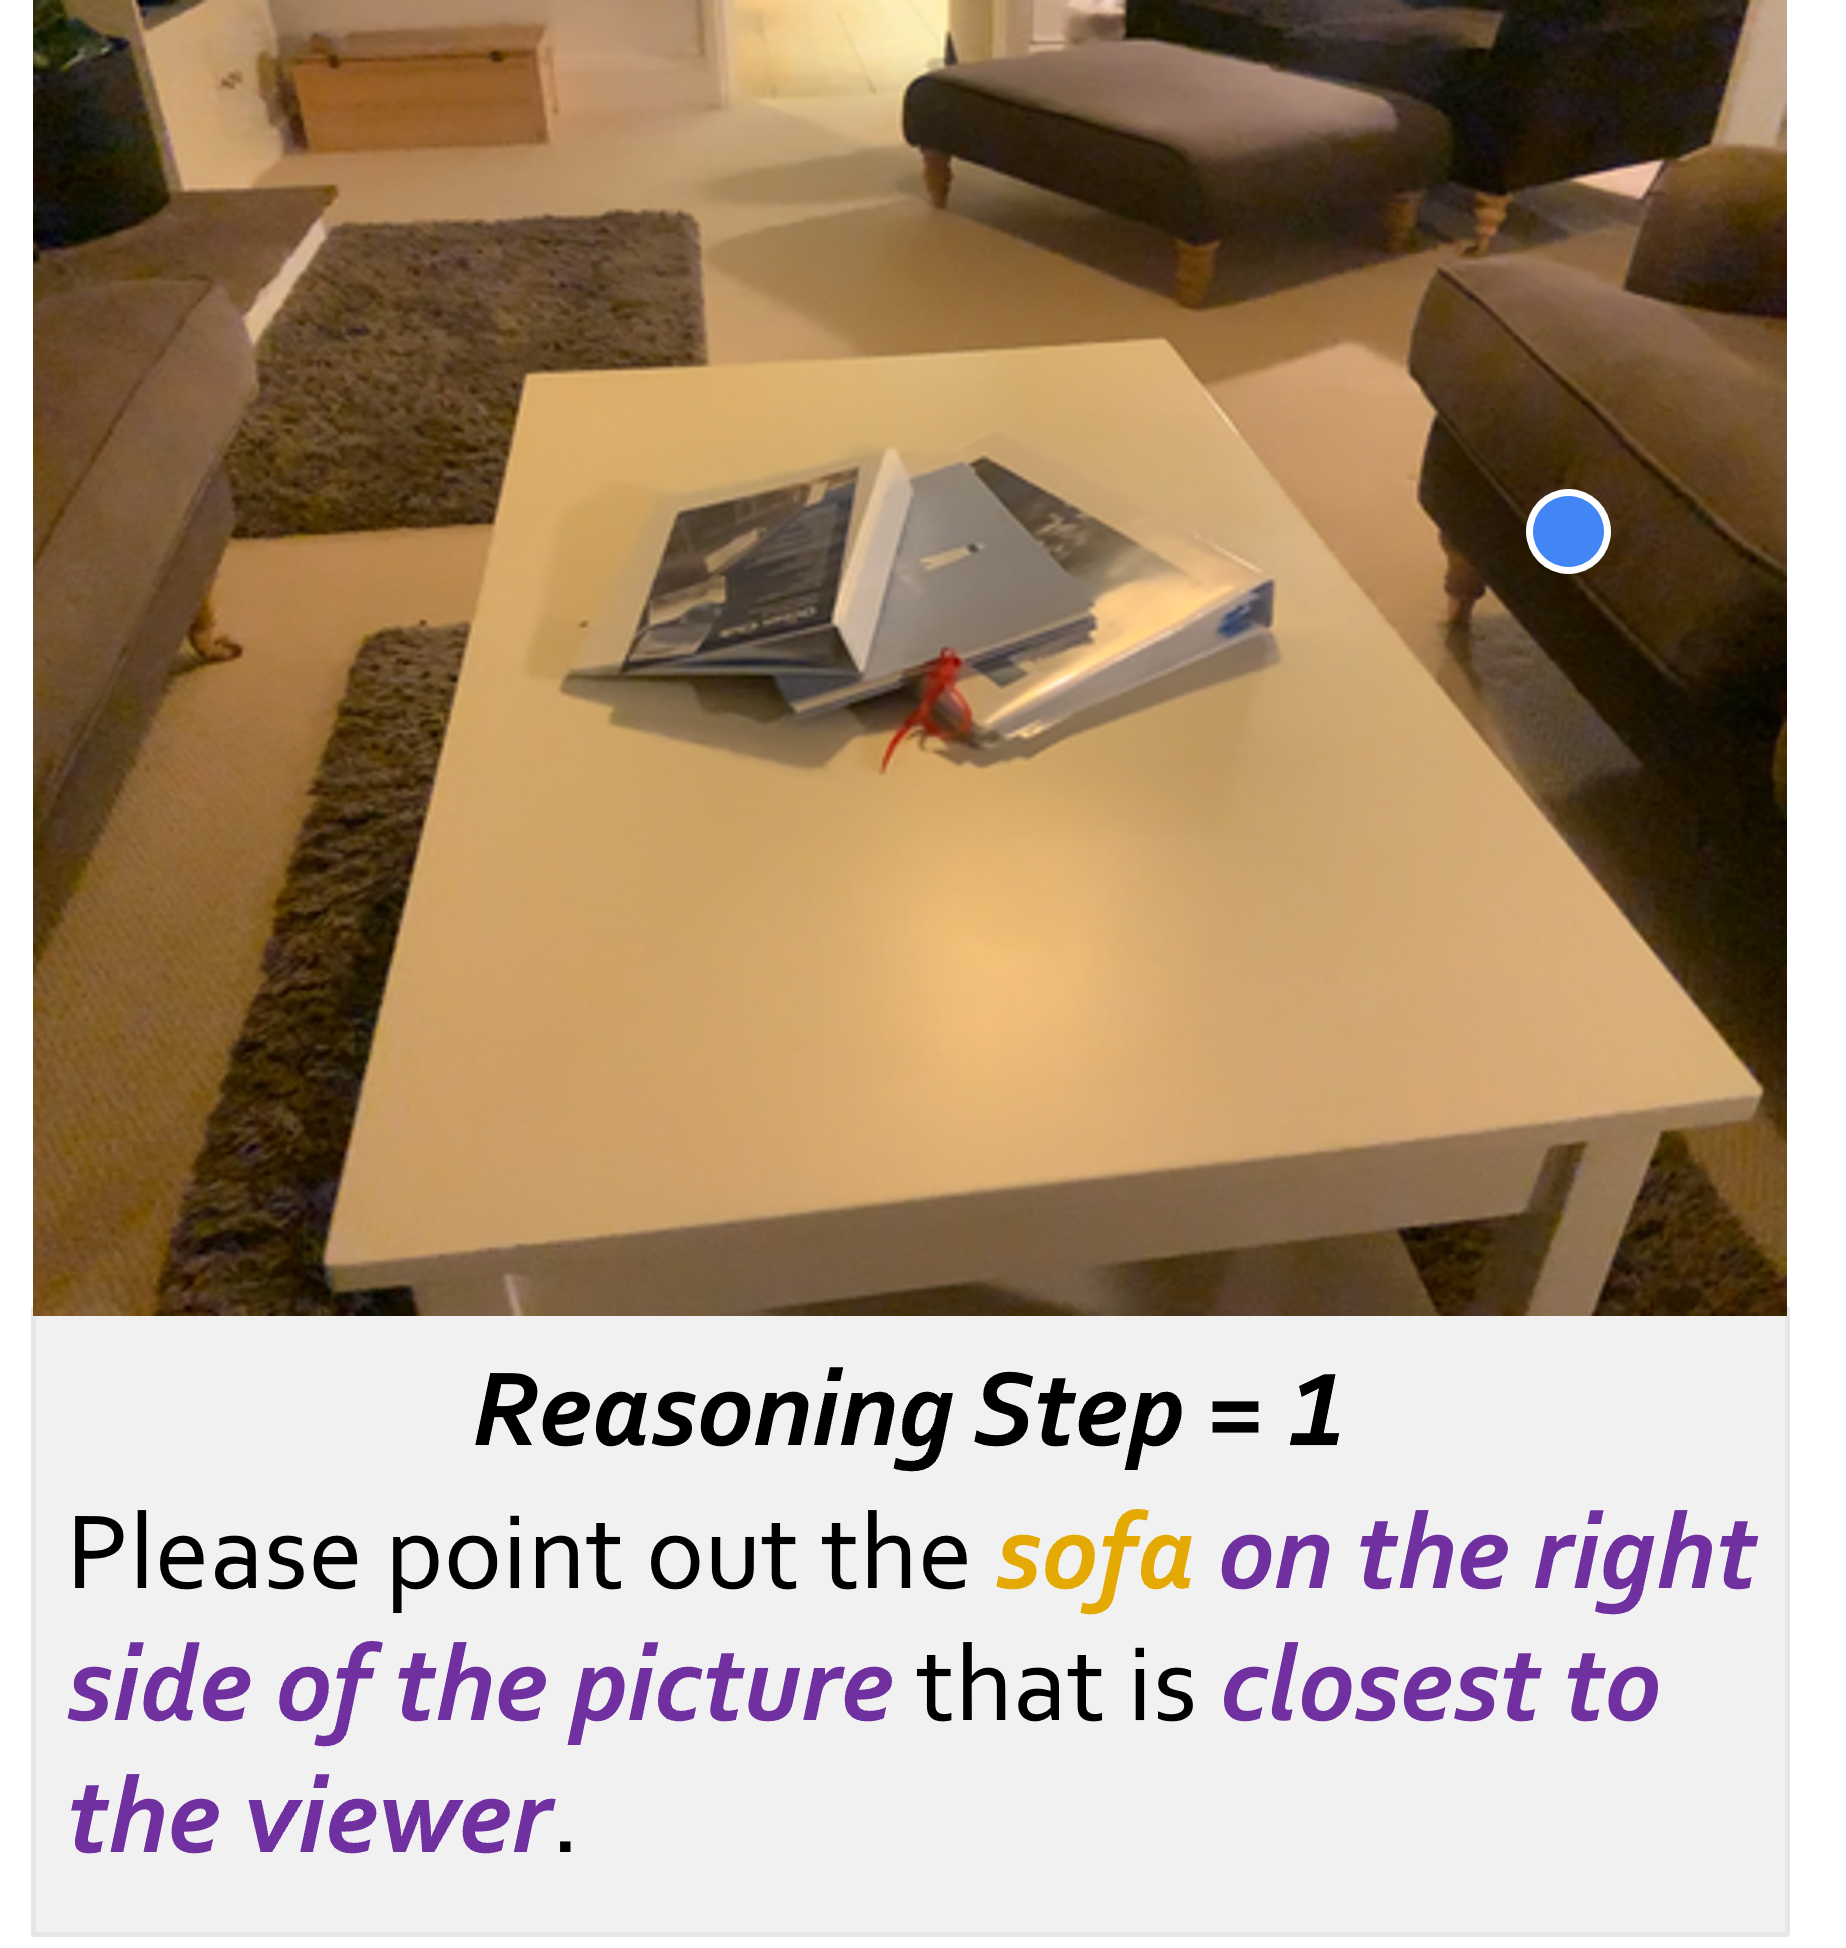 Reasoning Step = 1
Please point out the sofa on the right
side of the picture that is closest to
the viewer.